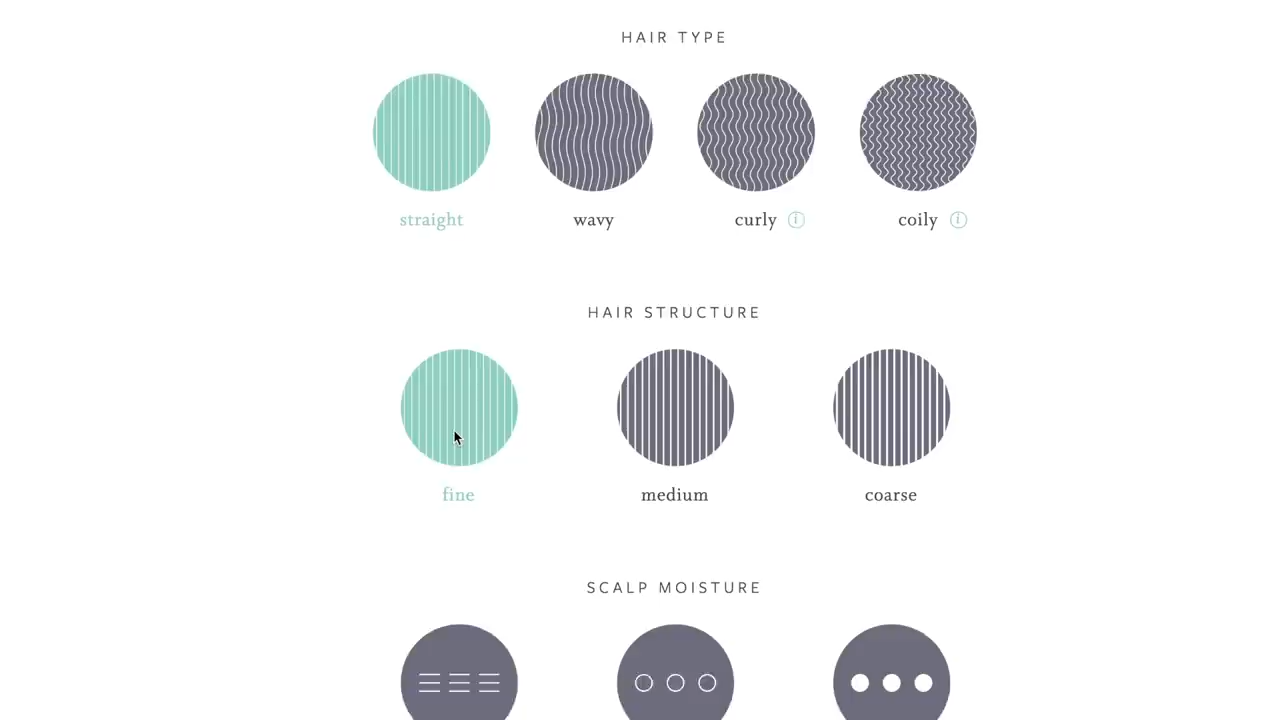 HAIR TYPE
straight wavy curly ⓘ coily ⓘ
HAIR STRUCTURE
fine medium coarse
SCALP MOISTURE